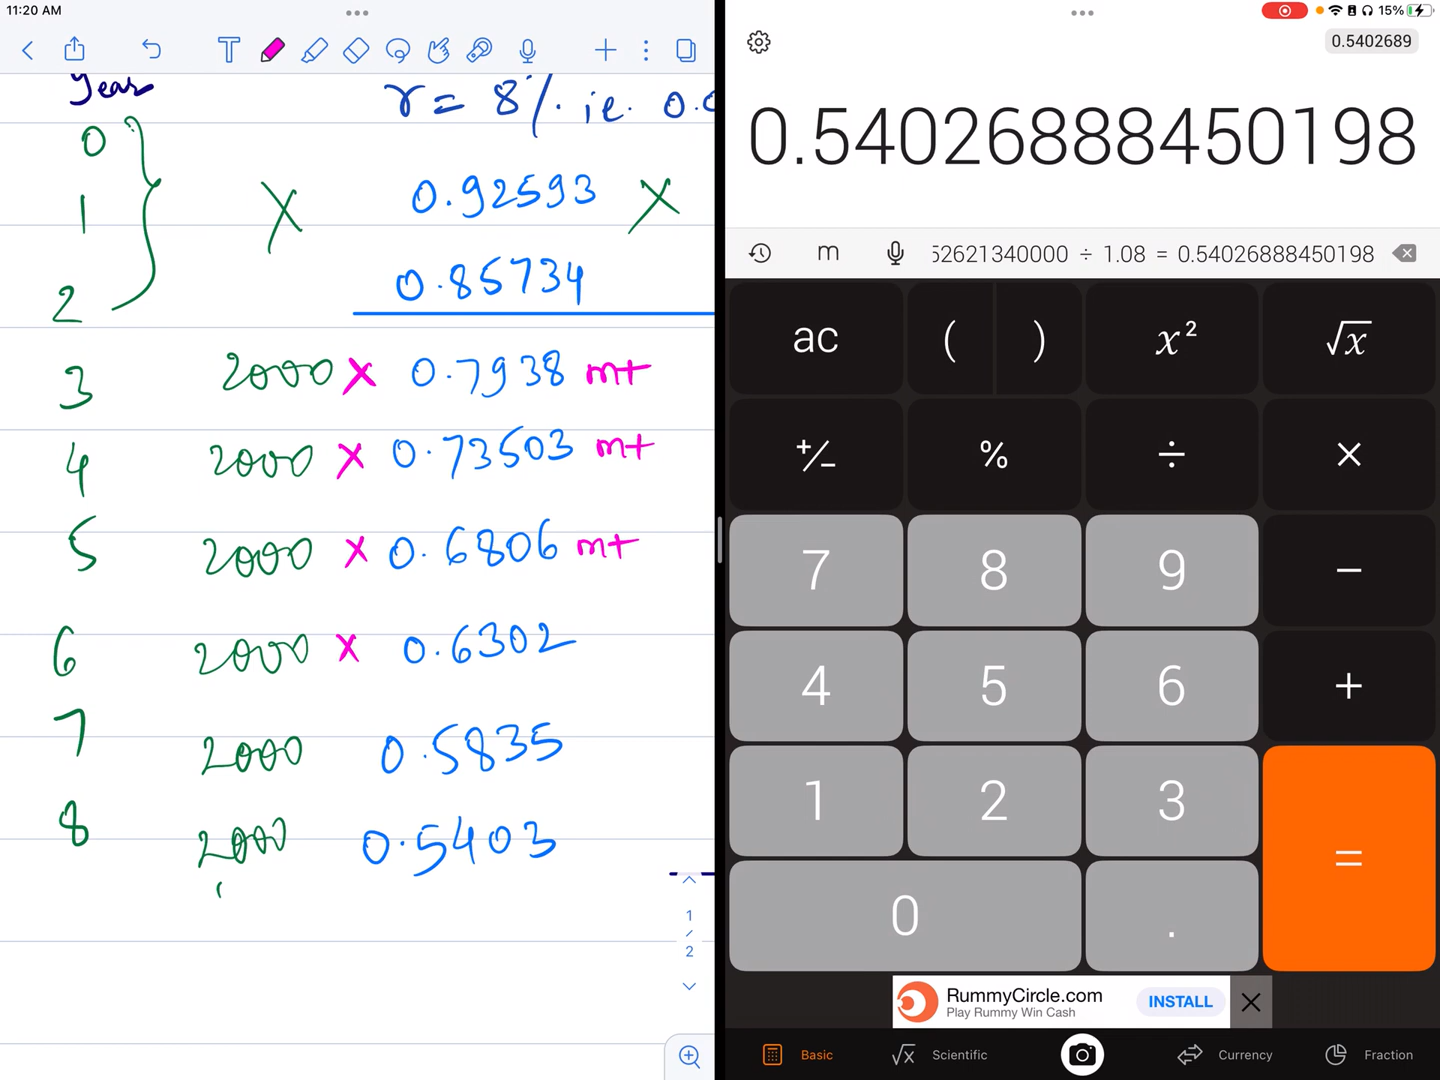 11:20 AM
15%
0.5402689
Year
r = 8% ie. 0.0
0.54026888450198
0
1 X 0.92593 X
2 0.85734
m 52621340000 ÷ 1.08 = 0.54026888450198
3 2000 X 0.7938 m+
4 2000 X 0.73503 m+
5 2000 X 0.6806 m+
6 2000 X 0.6302
7 2000 0.5835
8 2000 0.5403
1
/
2
ac ( ) x² √x
+/− % ÷ ×
7 8 9 −
4 5 6 +
1 2 3 =
0 .
RummyCircle.com
Play Rummy Win Cash
INSTALL
Basic √x Scientific Currency Fraction